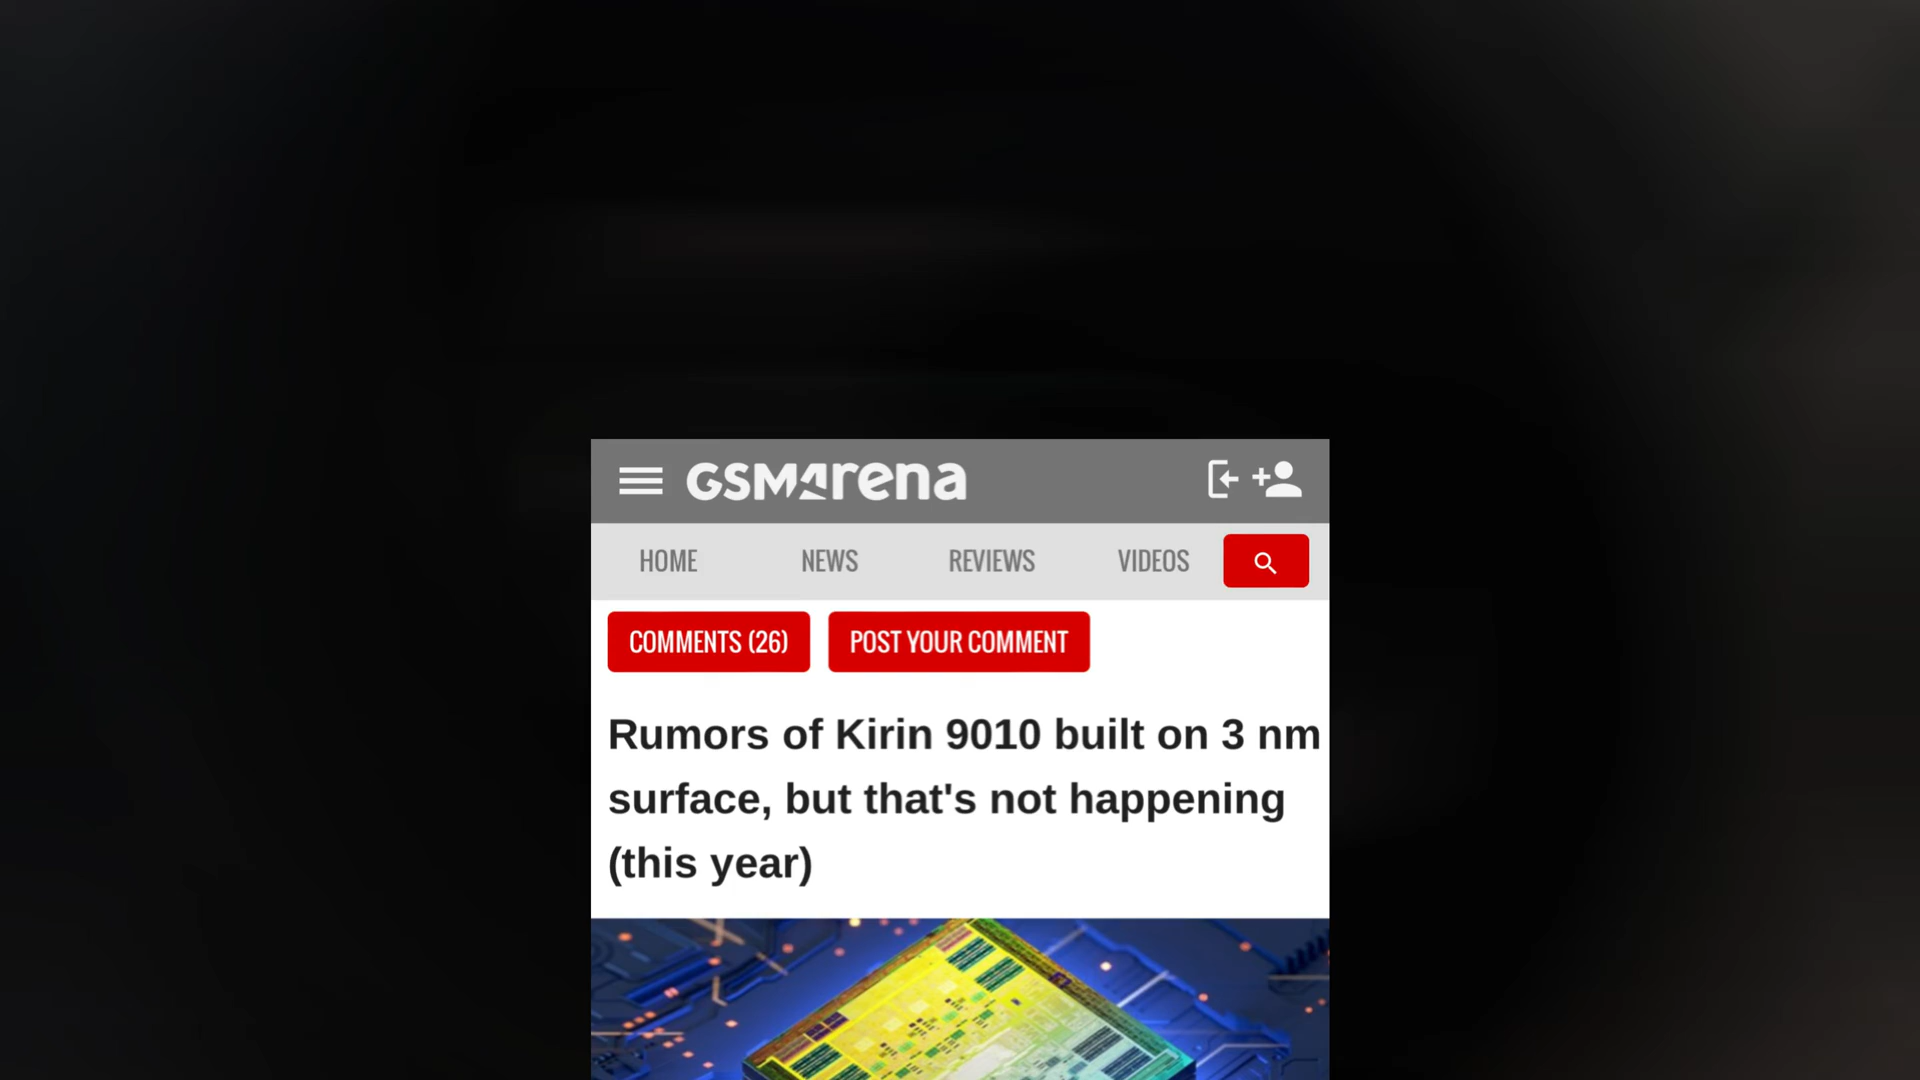 GSMArena
HOME NEWS REVIEWS VIDEOS
COMMENTS (26) POST YOUR COMMENT
Rumors of Kirin 9010 built on 3 nm
surface, but that's not happening
(this year)